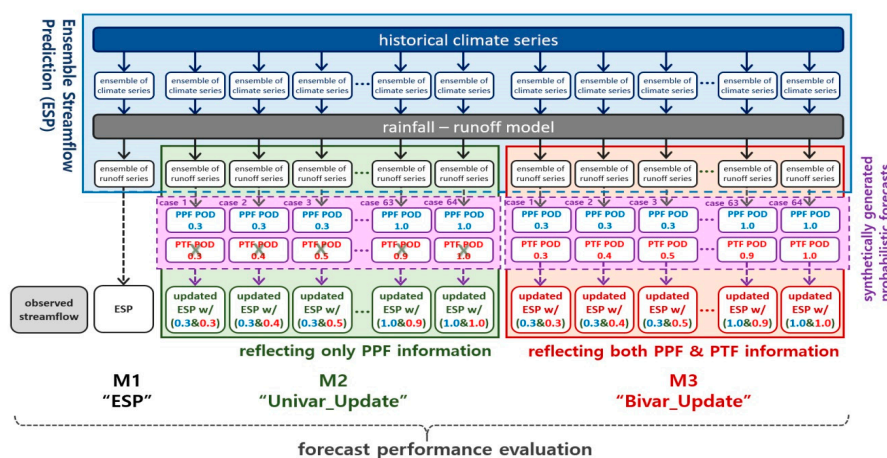 Ensemble Streamflow
Prediction (ESP)
historical climate series
ensemble of climate series ensemble of climate series ensemble of climate series ensemble of climate series ... ensemble of climate series ensemble of climate series ensemble of climate series ensemble of climate series ensemble of climate series ... ensemble of climate series ensemble of climate series
rainfall – runoff model
ensemble of runoff series ensemble of runoff series ensemble of runoff series ensemble of runoff series ... ensemble of runoff series ensemble of runoff series ensemble of runoff series ensemble of runoff series ensemble of runoff series ... ensemble of runoff series ensemble of runoff series
case 1 case 2 case 3 case 63 case 64 case 1 case 2 case 3 case 63 case 64
PPF POD PPF POD PPF POD PPF POD PPF POD PPF POD PPF POD PPF POD PPF POD PPF POD
0.3 0.3 0.3 ... 1.0 1.0 0.3 0.3 0.3 ... 1.0 1.0
PTF POD PTF POD PTF POD PTF POD PTF POD PTF POD PTF POD PTF POD PTF POD PTF POD
0.3 0.4 0.5 ... 0.9 1.0 0.3 0.4 0.5 ... 0.9 1.0
synthetically generated
probabilistic forecasts
observed
streamflow
ESP
updated updated updated updated updated updated updated updated updated updated
ESP w/ ESP w/ ESP w/ ... ESP w/ ESP w/ ESP w/ ESP w/ ESP w/ ... ESP w/ ESP w/
(0.3&0.3) (0.3&0.4) (0.3&0.5) (1.0&0.9) (1.0&1.0) (0.3&0.3) (0.3&0.4) (0.3&0.5) (1.0&0.9) (1.0&1.0)
reflecting only PPF information reflecting both PPF & PTF information
M1 M2 M3
“ESP” “Univar_Update” “Bivar_Update”
forecast performance evaluation